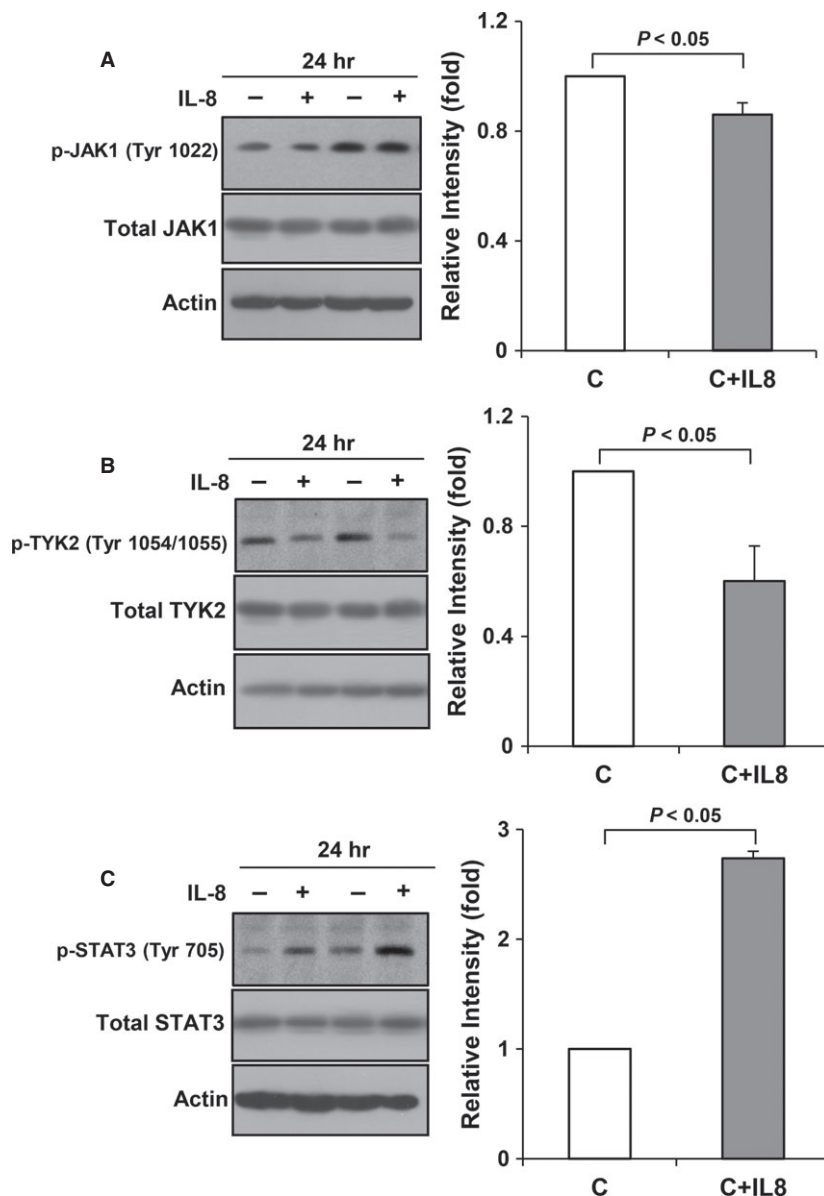 A
24 hr
IL-8 – + – +
p-JAK1 (Tyr 1022)
Total JAK1
Actin
Relative Intensity (fold)
1.2
0.8
0.4
0
P < 0.05
C C+IL8
B
24 hr
IL-8 – + – +
p-TYK2 (Tyr 1054/1055)
Total TYK2
Actin
Relative Intensity (fold)
1.2
0.8
0.4
0
P < 0.05
C C+IL8
C
24 hr
IL-8 – + – +
p-STAT3 (Tyr 705)
Total STAT3
Actin
Relative Intensity (fold)
3
2
1
0
P < 0.05
C C+IL8